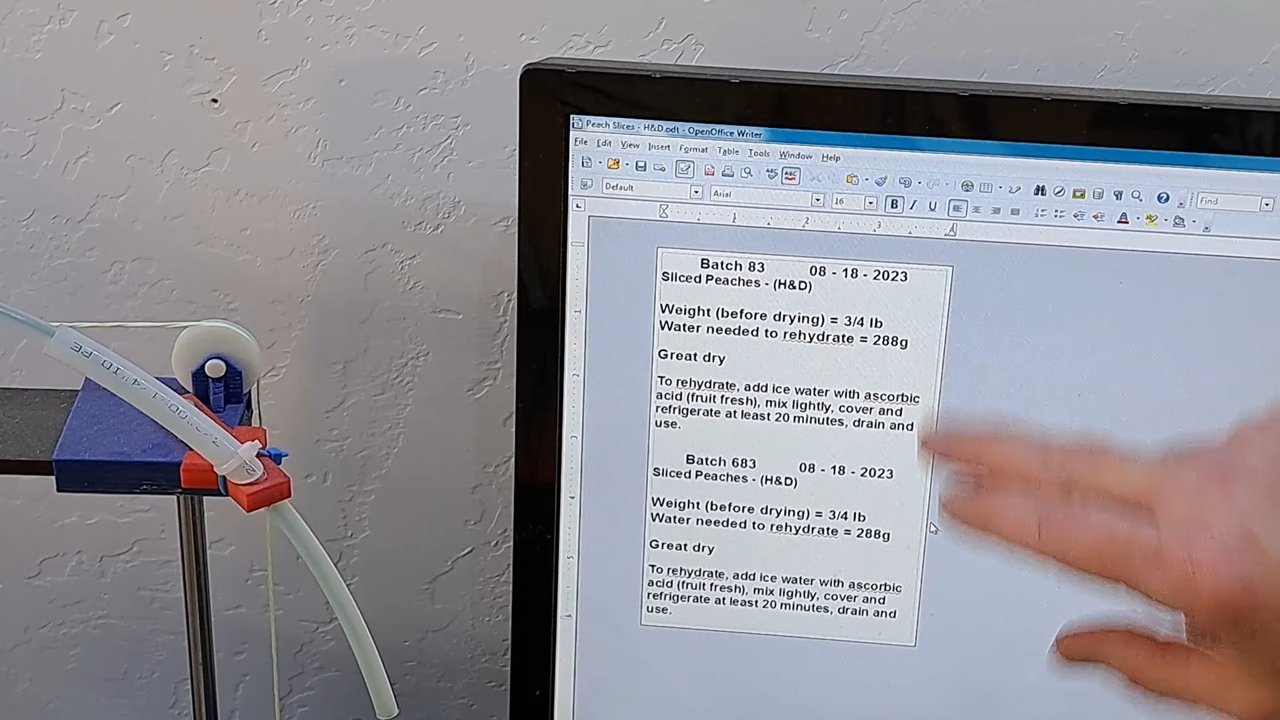 Peach Slices - H&D.odt - OpenOffice Writer
File Edit View Insert Format Table Tools Window Help
Default Arial 16 B I U Find
1 2 3
Batch 83 08 - 18 - 2023
Sliced Peaches - (H&D)
Weight (before drying) = 3/4 lb
Water needed to rehydrate = 288g
Great dry
To rehydrate, add ice water with ascorbic
acid (fruit fresh), mix lightly, cover and
refrigerate at least 20 minutes, drain and
use.
Batch 683 08 - 18 - 2023
Sliced Peaches - (H&D)
Weight (before drying) = 3/4 lb
Water needed to rehydrate = 288g
Great dry
To rehydrate, add ice water with ascorbic
acid (fruit fresh), mix lightly, cover and
refrigerate at least 20 minutes, drain and
use.